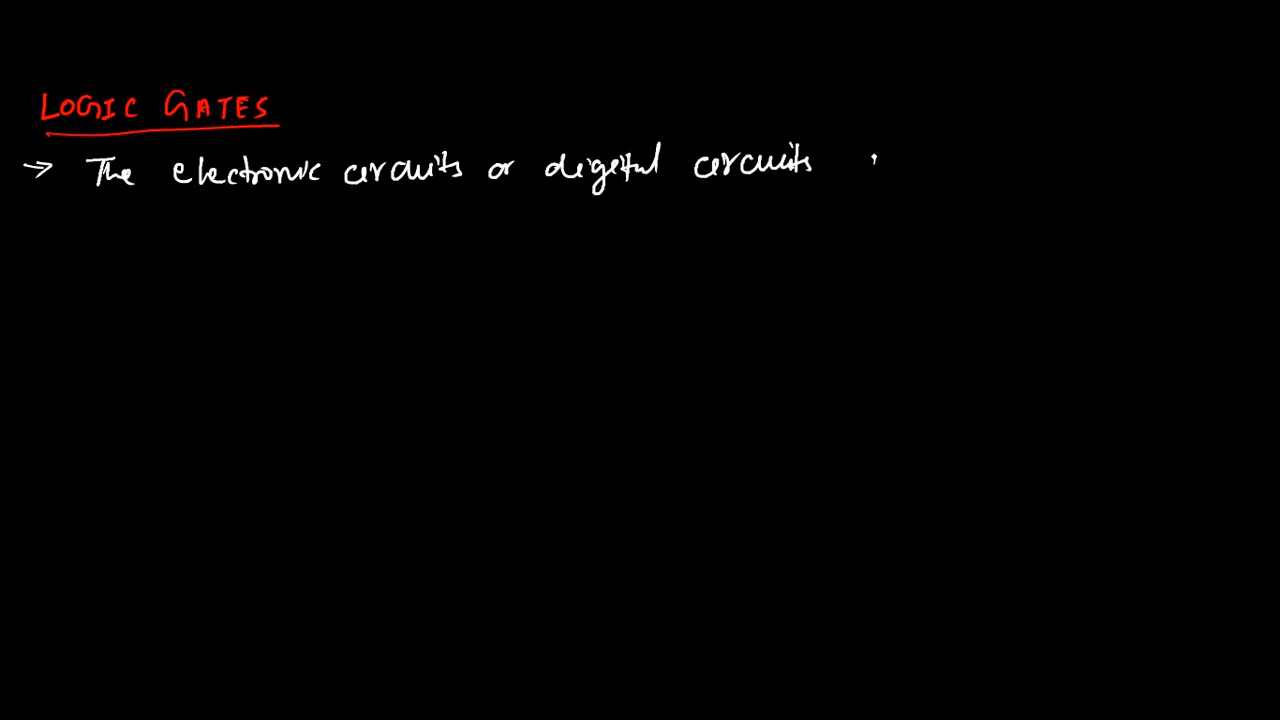 LOGIC GATES
→ The electronic circuits or digital circuits